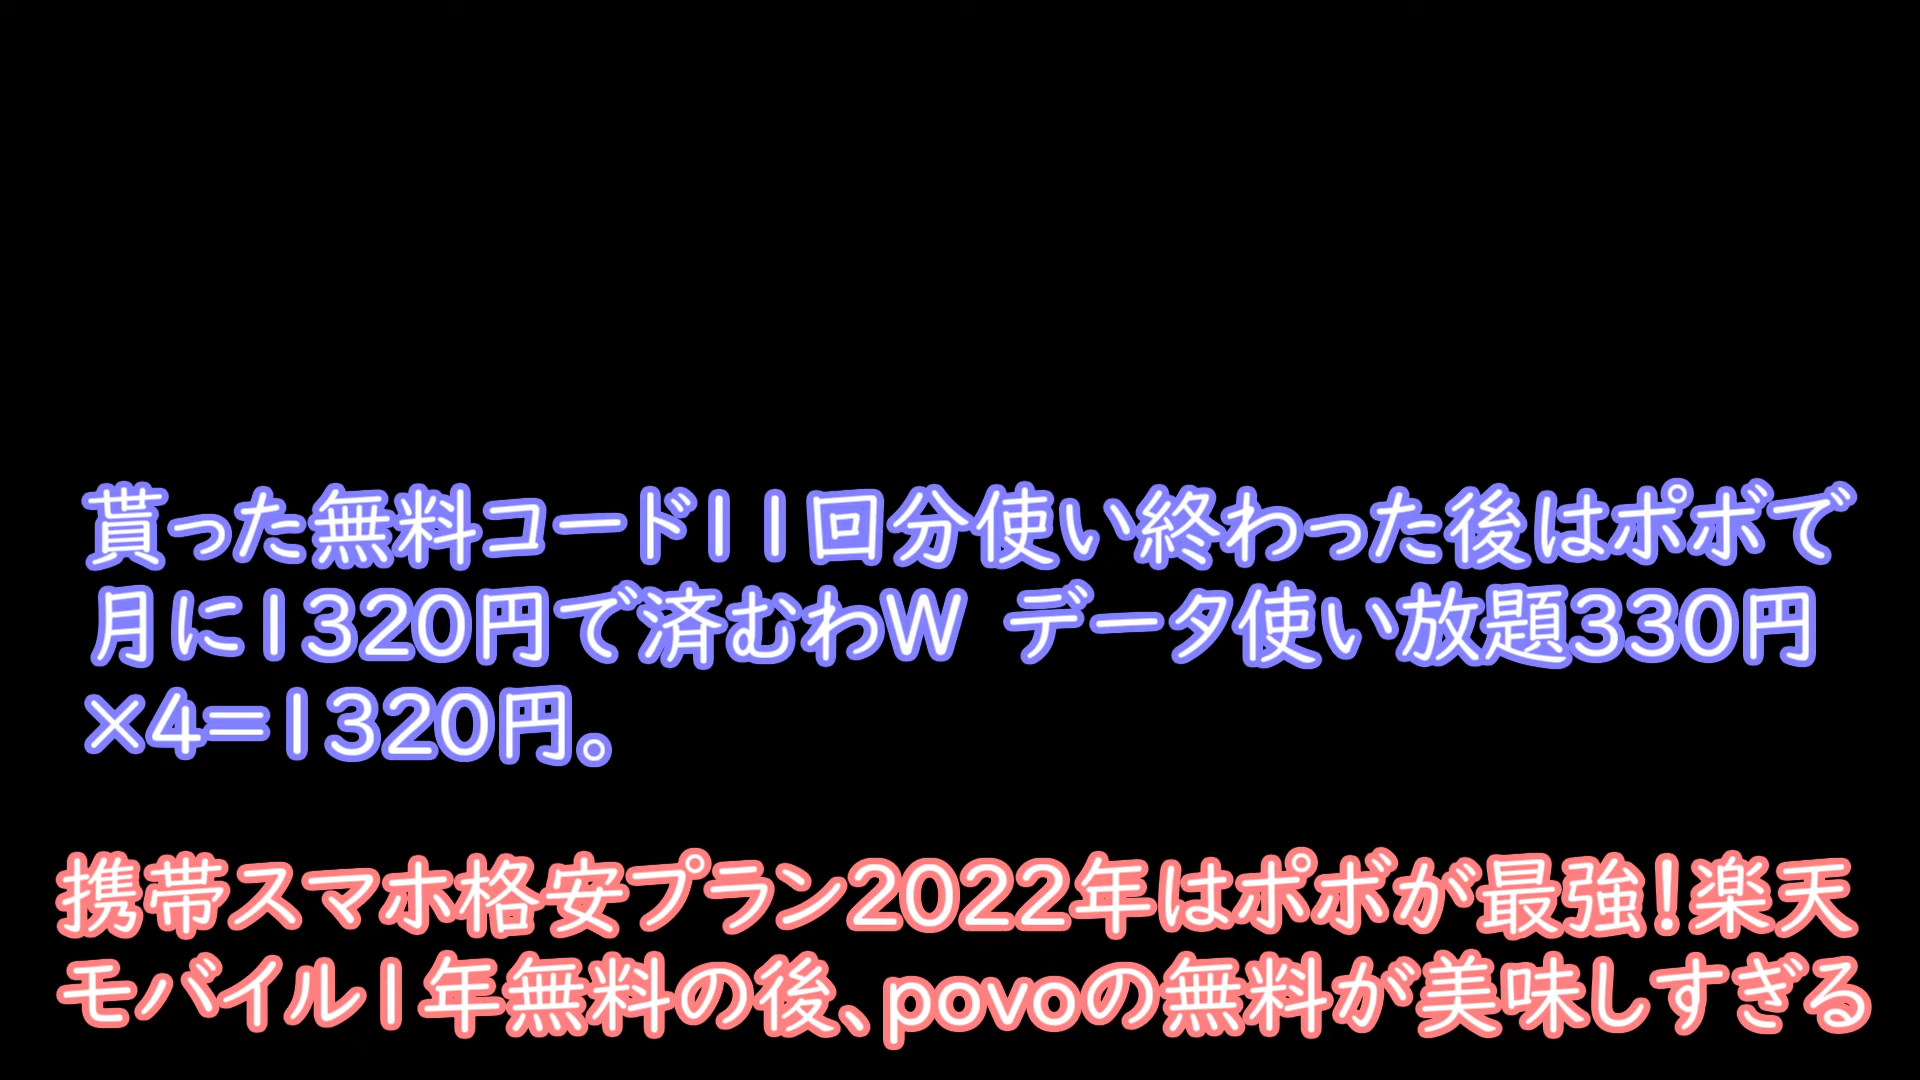 貰った無料コード11回分使い終わった後はポボで
月に1320円で済むわW データ使い放題330円
×4=1320円。
携帯スマホ格安プラン2022年はポボが最強!楽天
モバイル1年無料の後、povoの無料が美味しすぎる